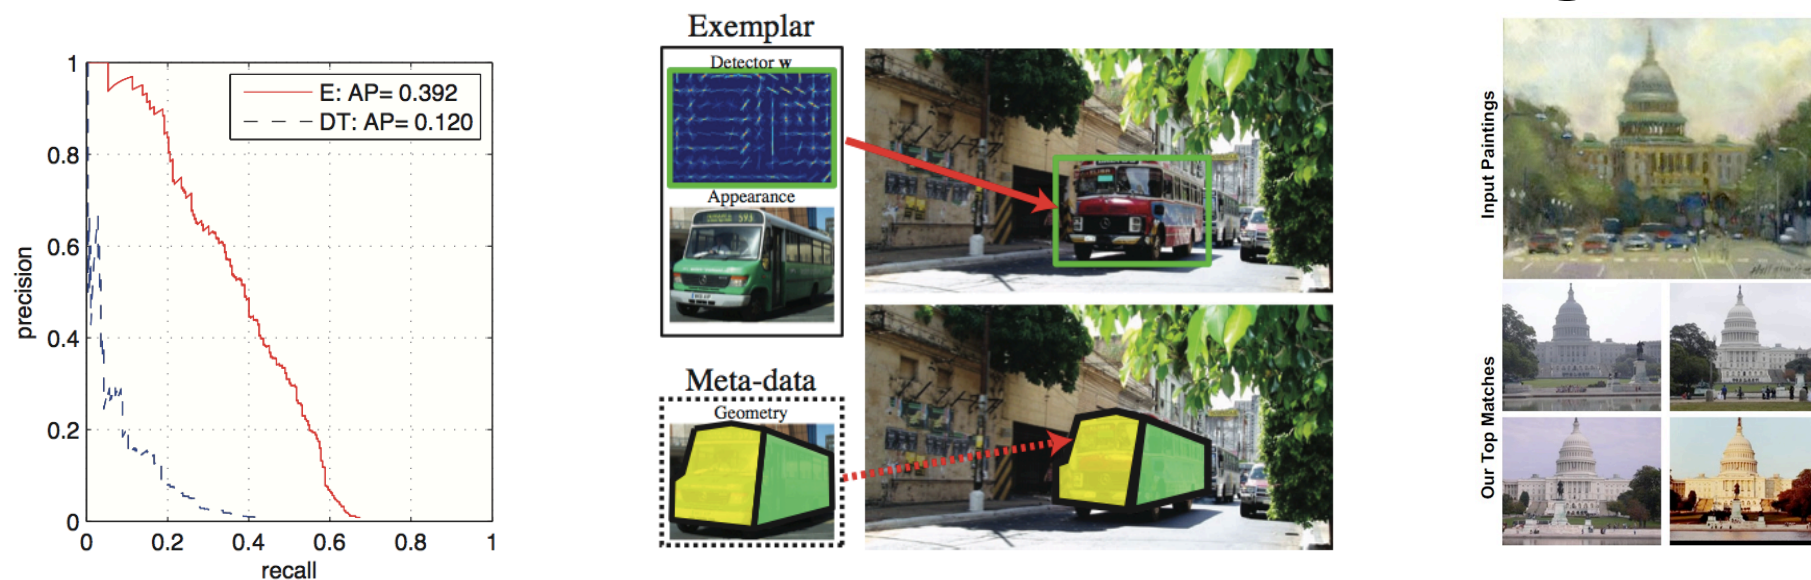 1
0.8
0.6
0.4
0.2
0
precision
0
0.2
0.4
0.6
0.8
1
recall
E: AP= 0.392
DT: AP= 0.120
Exemplar
Detector w
Appearance
Meta-data
Geometry
Input Paintings
Our Top Matches